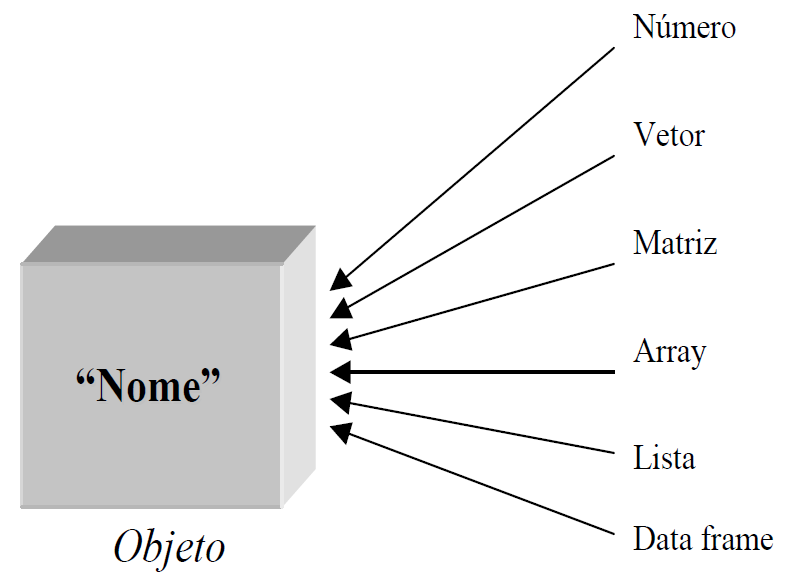 Número
Vetor
Matriz
Array
Lista
Data frame
“Nome”
Objeto